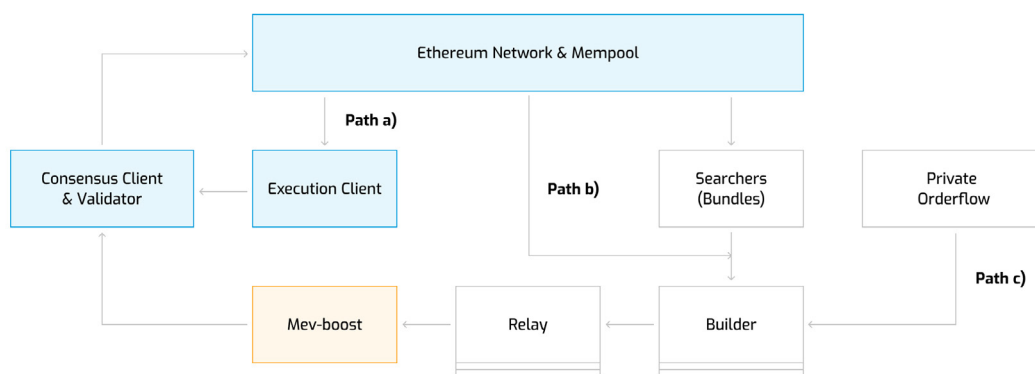 Ethereum Network & Mempool
Path a)
Consensus Client
& Validator
Execution Client
Path b)
Searchers
(Bundles)
Private
Orderflow
Path c)
Mev-boost
Relay
Builder